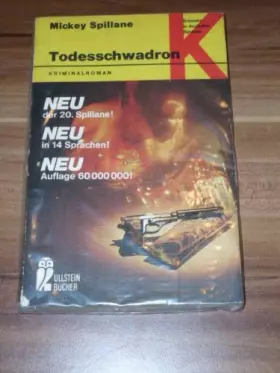 Mickey Spillane
Todesschwadron
K
KRIMINALROMAN
NEU
der 20. Spillane!
NEU
in 14 Sprachen!
NEU
Auflage 60 000 000!
ULLSTEIN
BÜCHER